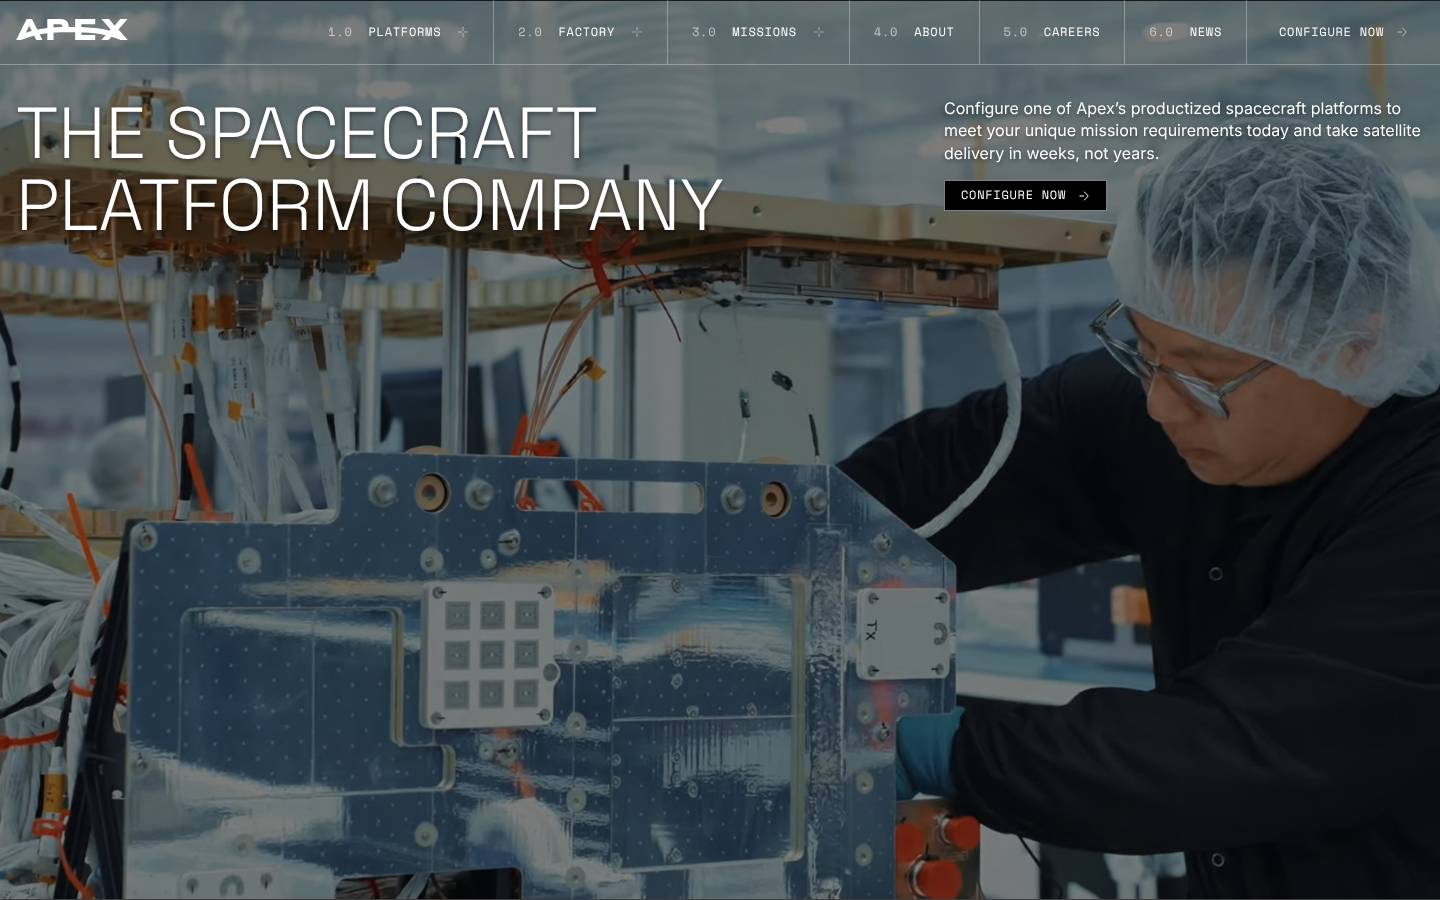 APEX
1.0 PLATFORMS
2.0 FACTORY
3.0 MISSIONS
4.0 ABOUT
5.0 CAREERS
6.0 NEWS
CONFIGURE NOW
THE SPACECRAFT
PLATFORM COMPANY
Configure one of Apex’s productized spacecraft platforms to
meet your unique mission requirements today and take satellite
delivery in weeks, not years.
CONFIGURE NOW
TX